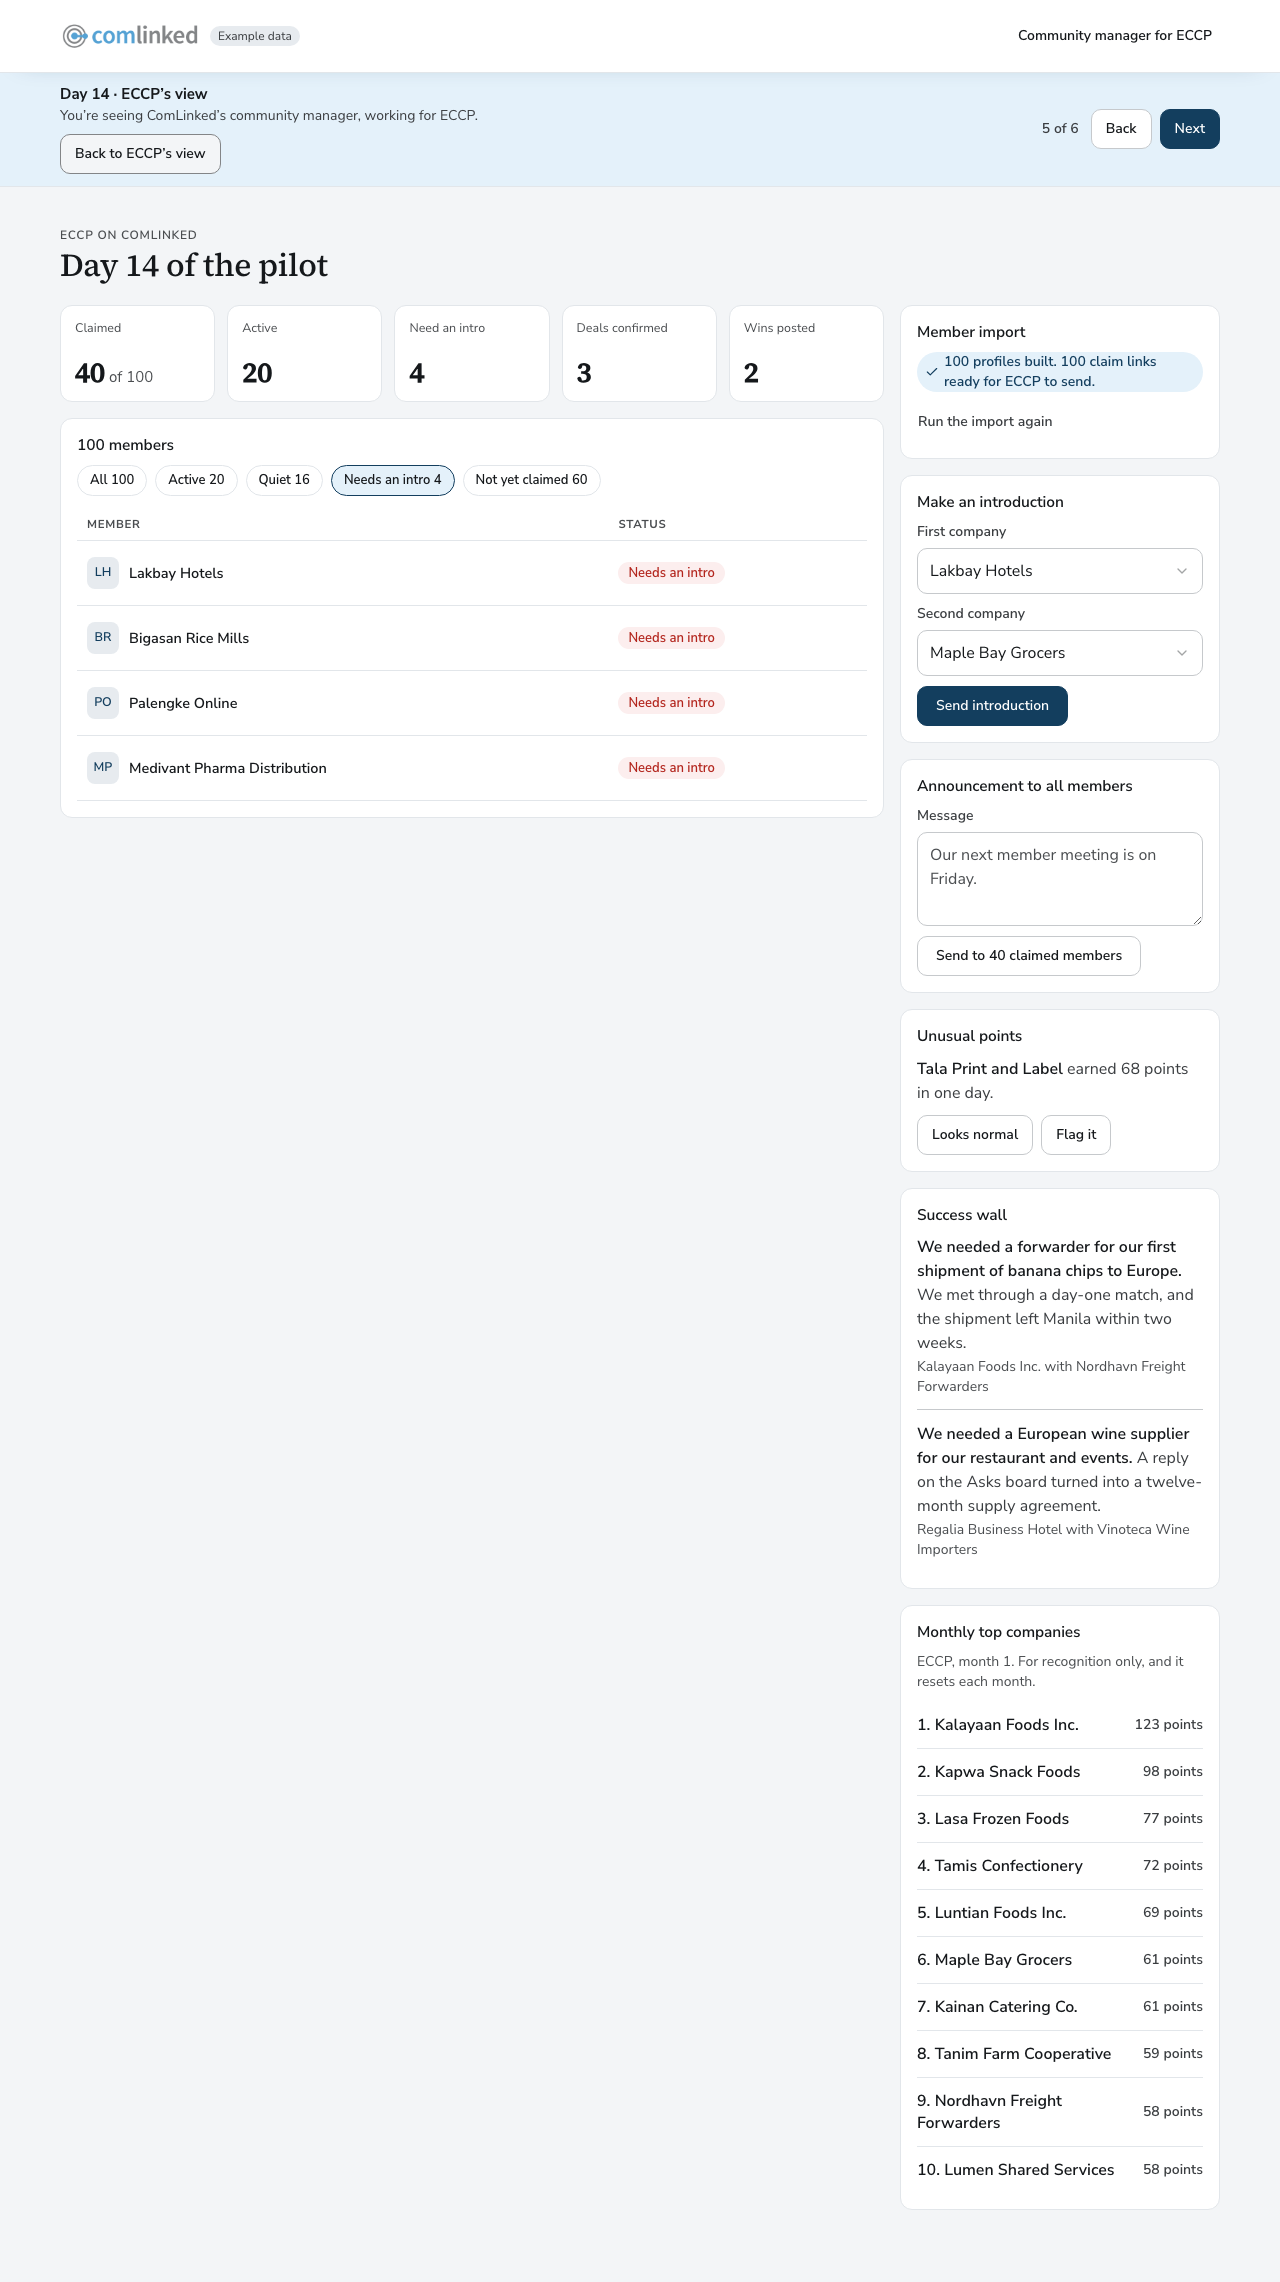 comlinked
Example data
Community manager for ECCP
Day 14 · ECCP’s view
You’re seeing ComLinked’s community manager, working for ECCP.
Back to ECCP’s view
5 of 6
Back
Next
ECCP ON COMLINKED
Day 14 of the pilot
Claimed
40 of 100
Active
20
Need an intro
4
Deals confirmed
3
Wins posted
2
100 members
All 100
Active 20
Quiet 16
Needs an intro 4
Not yet claimed 60
MEMBER
STATUS
LH
Lakbay Hotels
Needs an intro
BR
Bigasan Rice Mills
Needs an intro
PO
Palengke Online
Needs an intro
MP
Medivant Pharma Distribution
Needs an intro
Member import
100 profiles built. 100 claim links
ready for ECCP to send.
Run the import again
Make an introduction
First company
Lakbay Hotels
Second company
Maple Bay Grocers
Send introduction
Announcement to all members
Message
Our next member meeting is on
Friday.
Send to 40 claimed members
Unusual points
Tala Print and Label earned 68 points
in one day.
Looks normal
Flag it
Success wall
We needed a forwarder for our first
shipment of banana chips to Europe.
We met through a day-one match, and
the shipment left Manila within two
weeks.
Kalayaan Foods Inc. with Nordhavn Freight
Forwarders
We needed a European wine supplier
for our restaurant and events. A reply
on the Asks board turned into a twelve-
month supply agreement.
Regalia Business Hotel with Vinoteca Wine
Importers
Monthly top companies
ECCP, month 1. For recognition only, and it
resets each month.
1. Kalayaan Foods Inc.
123 points
2. Kapwa Snack Foods
98 points
3. Lasa Frozen Foods
77 points
4. Tamis Confectionery
72 points
5. Luntian Foods Inc.
69 points
6. Maple Bay Grocers
61 points
7. Kainan Catering Co.
61 points
8. Tanim Farm Cooperative
59 points
9. Nordhavn Freight
Forwarders
58 points
10. Lumen Shared Services
58 points